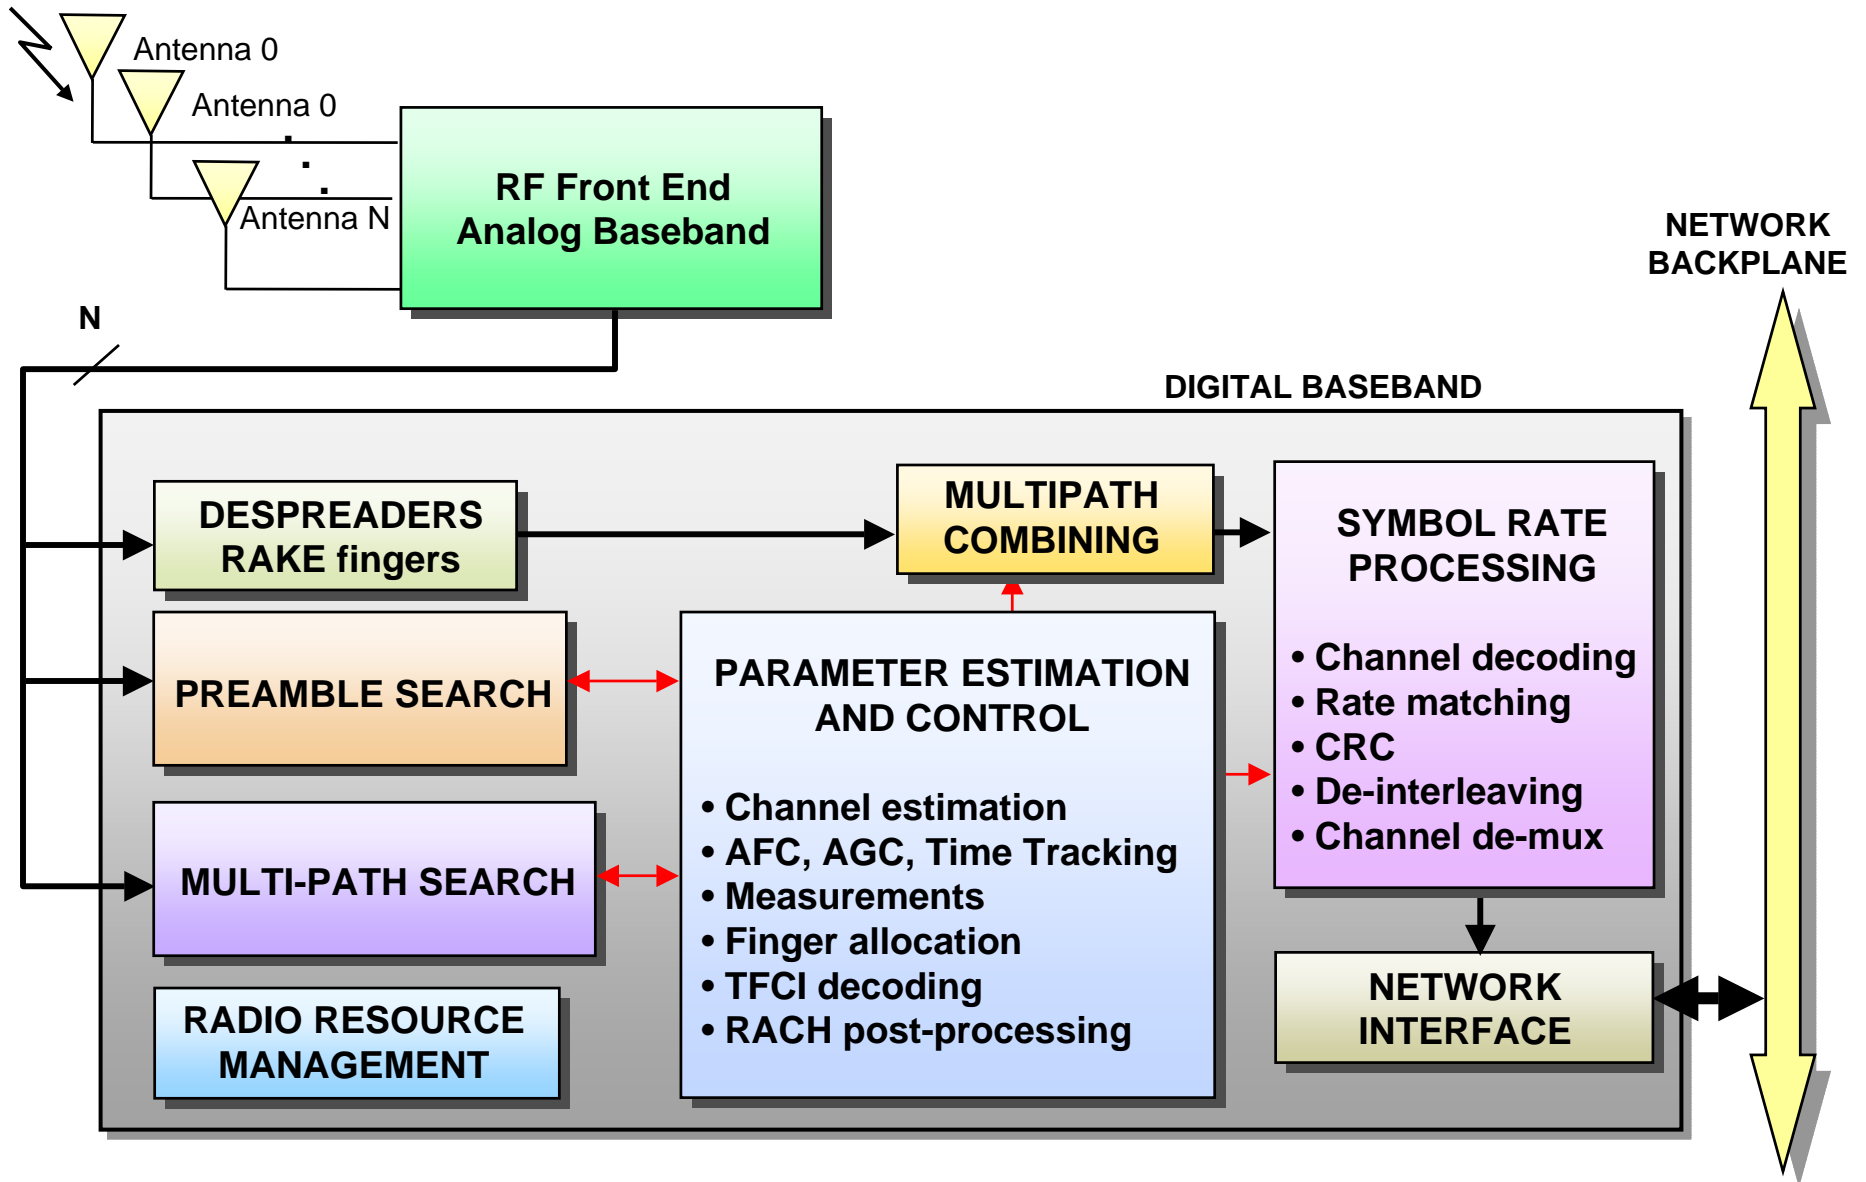 Antenna 0
Antenna 0
Antenna N
RF Front End
Analog Baseband
NETWORK
BACKPLANE
N
DIGITAL BASEBAND
DESPREADERS
RAKE fingers
MULTIPATH
COMBINING
SYMBOL RATE
PROCESSING
• Channel decoding
• Rate matching
• CRC
• De-interleaving
• Channel de-mux
PREAMBLE SEARCH
PARAMETER ESTIMATION
AND CONTROL
• Channel estimation
• AFC, AGC, Time Tracking
• Measurements
• Finger allocation
• TFCI decoding
• RACH post-processing
MULTI-PATH SEARCH
RADIO RESOURCE
MANAGEMENT
NETWORK
INTERFACE